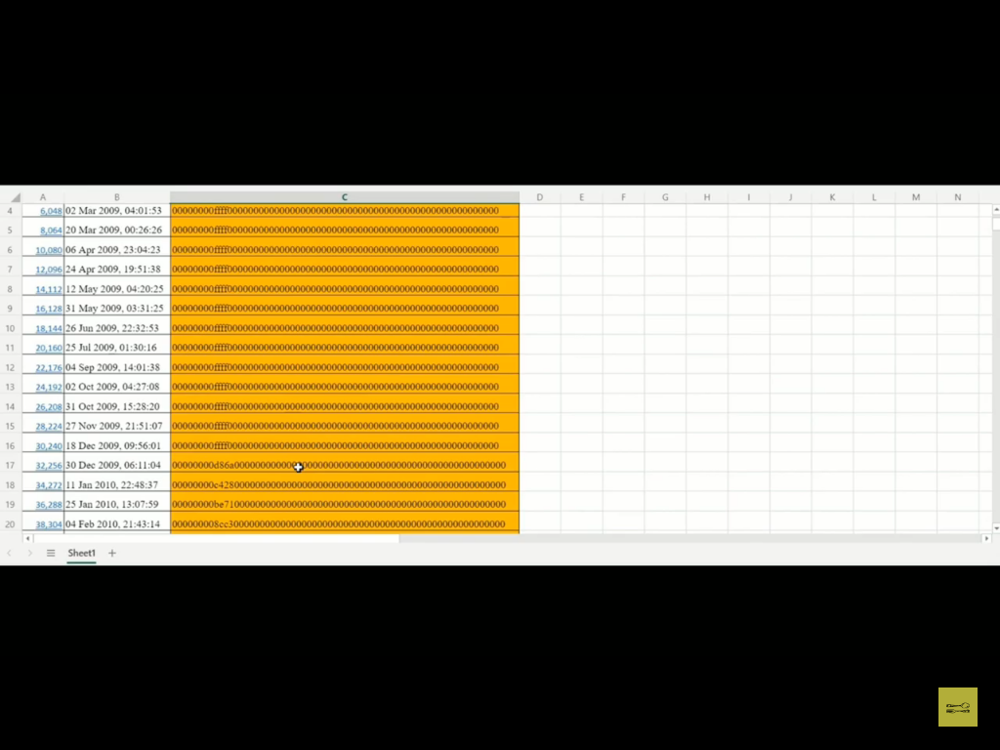 A B C D E F G H I J K L M N
4 6,048 02 Mar 2009, 04:01:53 00000000ffff0000000000000000000000000000000000000000000000000000
5 8,064 20 Mar 2009, 00:26:26 00000000ffff0000000000000000000000000000000000000000000000000000
6 10,080 06 Apr 2009, 23:04:23 00000000ffff0000000000000000000000000000000000000000000000000000
7 12,096 24 Apr 2009, 19:51:38 00000000ffff0000000000000000000000000000000000000000000000000000
8 14,112 12 May 2009, 04:20:25 00000000ffff0000000000000000000000000000000000000000000000000000
9 16,128 31 May 2009, 03:31:25 00000000ffff0000000000000000000000000000000000000000000000000000
10 18,144 26 Jun 2009, 22:32:53 00000000ffff0000000000000000000000000000000000000000000000000000
11 20,160 25 Jul 2009, 01:30:16 00000000ffff0000000000000000000000000000000000000000000000000000
12 22,176 04 Sep 2009, 14:01:38 00000000ffff0000000000000000000000000000000000000000000000000000
13 24,192 02 Oct 2009, 04:27:08 00000000ffff0000000000000000000000000000000000000000000000000000
14 26,208 31 Oct 2009, 15:28:20 00000000ffff0000000000000000000000000000000000000000000000000000
15 28,224 27 Nov 2009, 21:51:07 00000000ffff0000000000000000000000000000000000000000000000000000
16 30,240 18 Dec 2009, 09:56:01 00000000ffff0000000000000000000000000000000000000000000000000000
17 32,256 30 Dec 2009, 06:11:04 00000000d86a0000000000000000000000000000000000000000000000000000
18 34,272 11 Jan 2010, 22:48:37 00000000c4280000000000000000000000000000000000000000000000000000
19 36,288 25 Jan 2010, 13:07:59 00000000be710000000000000000000000000000000000000000000000000000
20 38,304 04 Feb 2010, 21:43:14 000000008cc30000000000000000000000000000000000000000000000000000
Sheet1